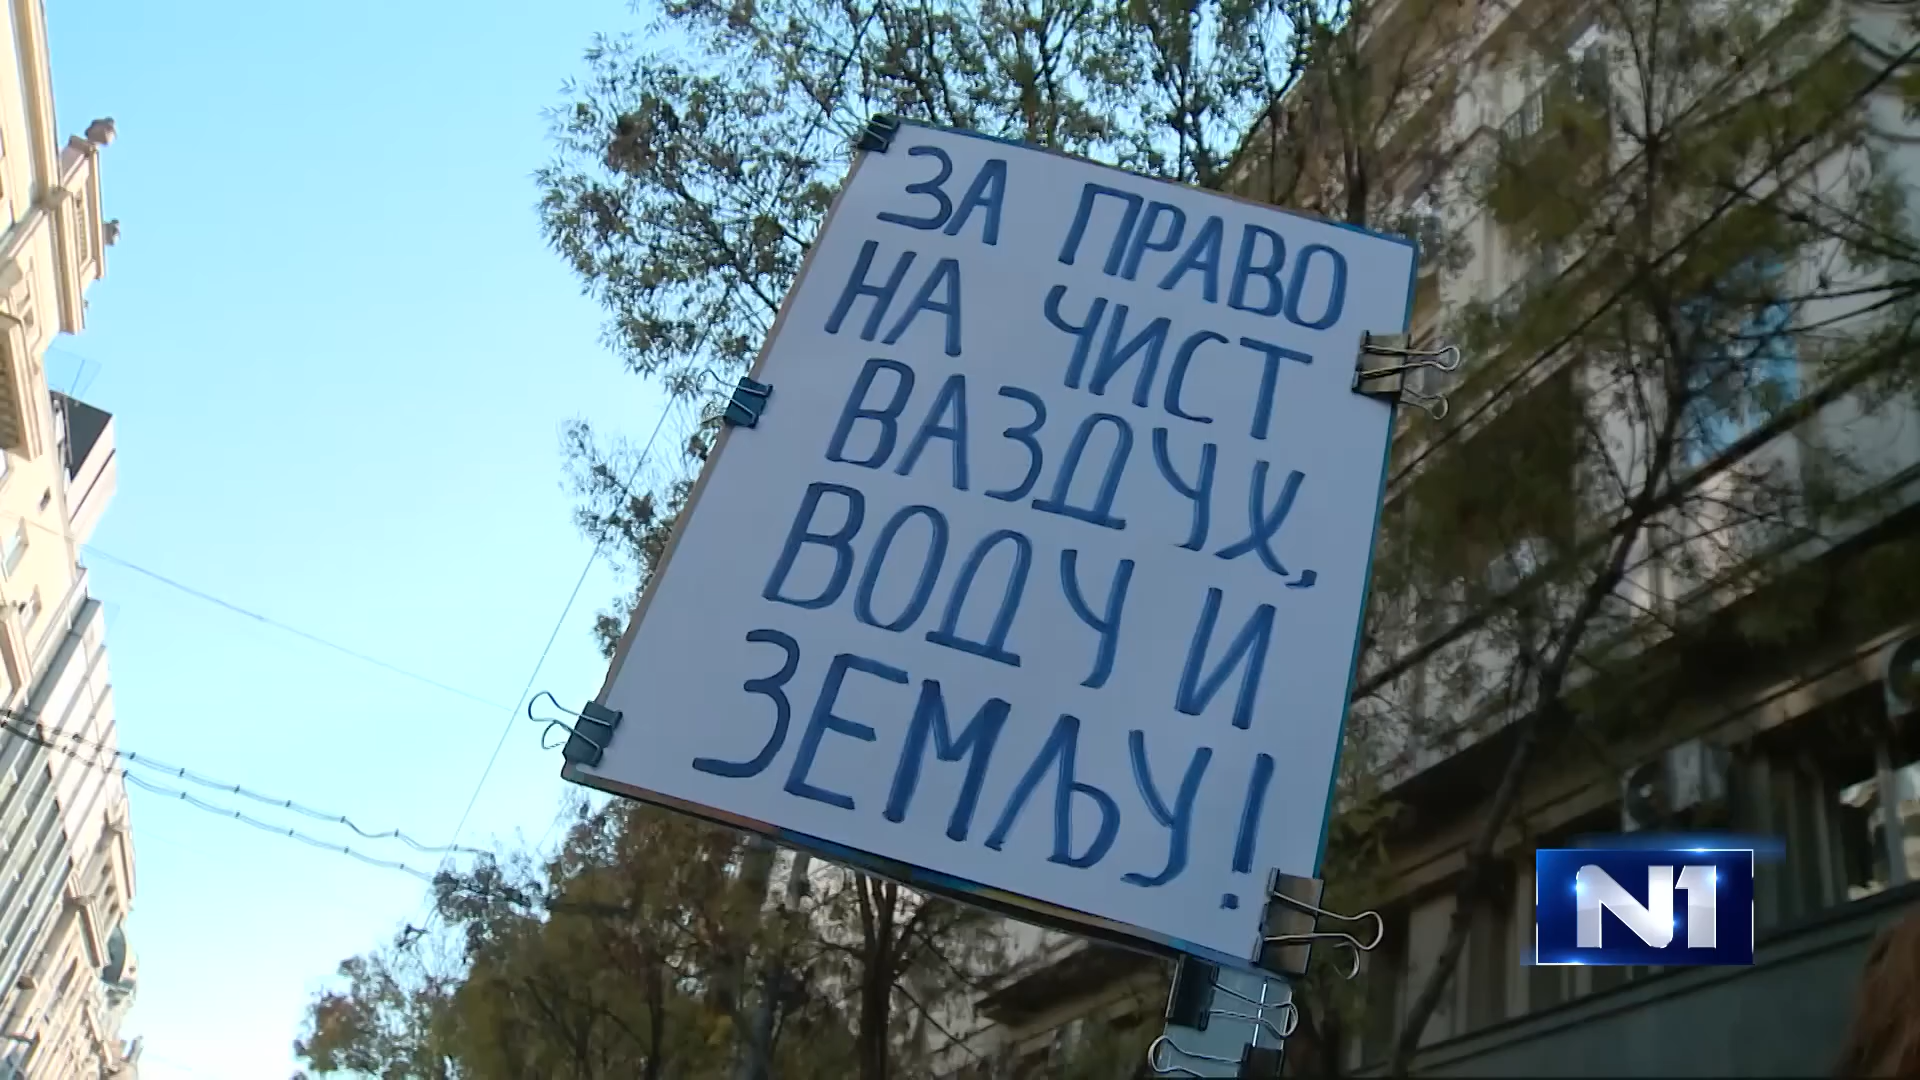 ЗА ПРАВО
НА ЧИСТ
ВАЗДУХ,
ВОДУ И
ЗЕМЉУ!
N1